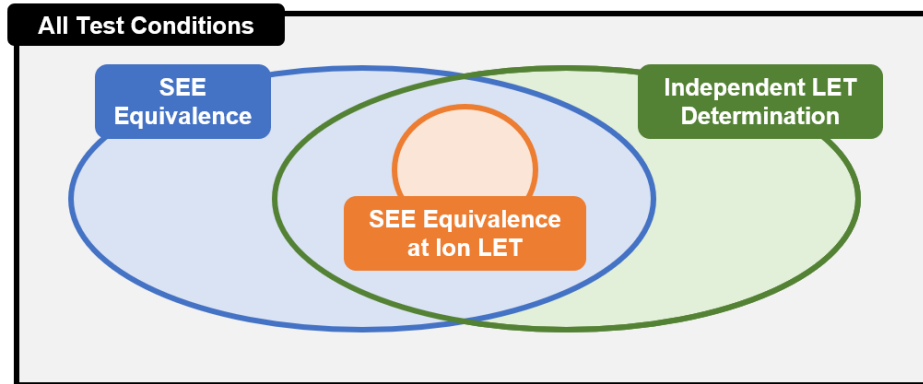 All Test Conditions
SEE
Equivalence
Independent LET
Determination
SEE Equivalence
at Ion LET